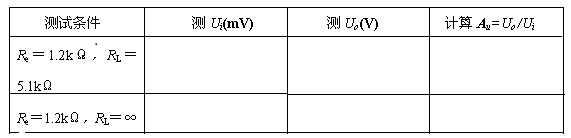 测试条件 测 Ui(mV) 测 Uo(V) 计算 Au=Uo/Ui
Rc=1.2kΩ，RL=
5.1kΩ
Rc=1.2kΩ，RL=∞